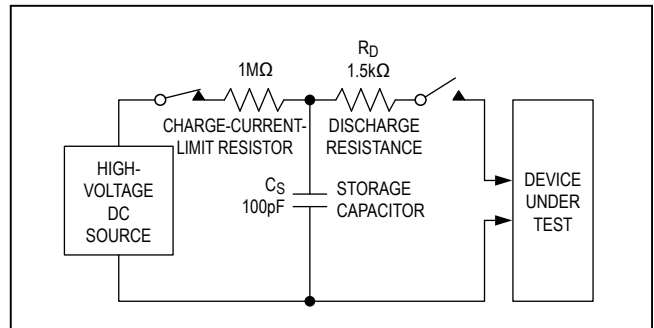 R_D
1MΩ
1.5kΩ
CHARGE-CURRENT-
LIMIT RESISTOR
DISCHARGE
RESISTANCE
HIGH-
VOLTAGE
DC
SOURCE
C_S
100pF
STORAGE
CAPACITOR
DEVICE
UNDER
TEST